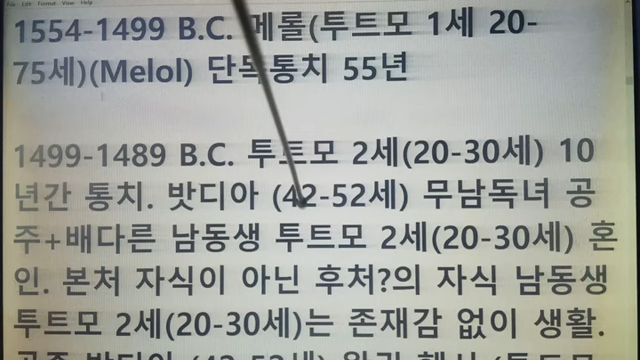 File Edit Format View Help
1554-1499 B.C. 메롤(투트모 1세 20-
75세)(Melol) 단독통치 55년
1499-1489 B.C. 투트모 2세(20-30세) 10
년간 통치. 밧디아 (42-52세) 무남독녀 공
주+배다른 남동생 투트모 2세(20-30세) 혼
인. 본처 자식이 아닌 후처?의 자식 남동생
투트모 2세(20-30세)는 존재감 없이 생활.